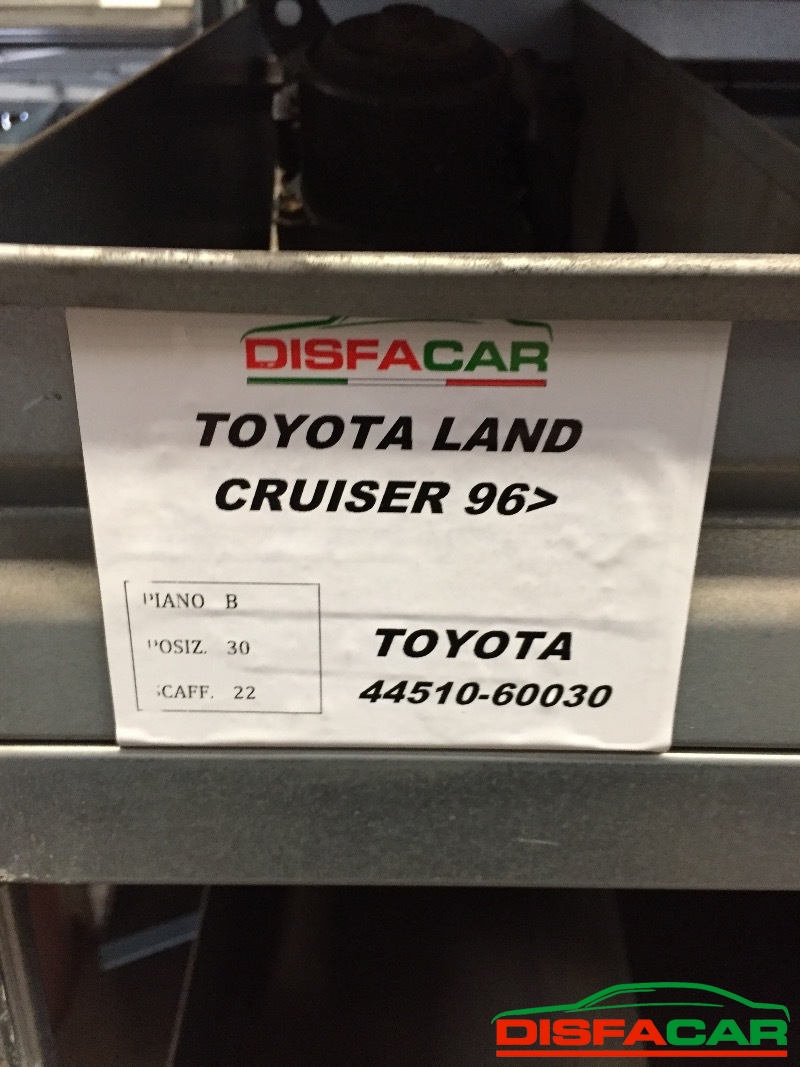 DISFACAR
TOYOTA LAND
CRUISER 96>
PIANO B
POSIZ. 30
SCAFF. 22
TOYOTA
44510-60030
DISFACAR